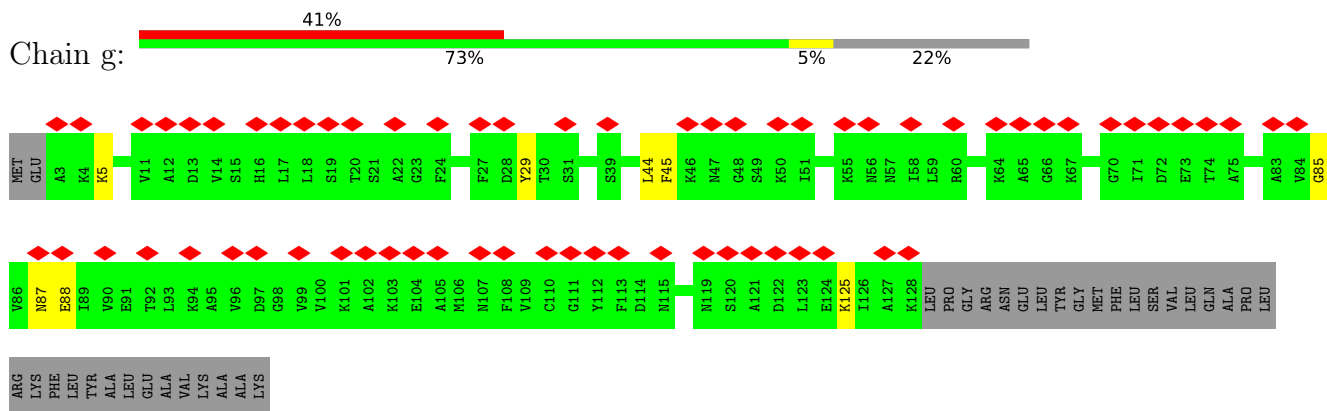 41%
Chain g:
73% 5% 22%
MET GLU A3 K4 K5 V11 A12 D13 V14 S15 H16 L17 L18 S19 T20 S21 A22 G23 F24 F27 D28 Y29 T30 S31 S39 L44 F45 K46 N47 G48 S49 K50 I51 K55 N56 N57 I58 L59 R60 K64 A65 G66 K67 G70 I71 D72 E73 T74 A75 A83 V84 G85
V86 N87 E88 I89 V90 E91 T92 L93 K94 A95 V96 D97 G98 V99 V100 K101 A102 K103 E104 A105 M106 N107 F108 V109 C110 G111 Y112 F113 D114 N115 N119 S120 A121 D122 L123 E124 K125 I126 A127 K128 LEU PRO GLY ARG ASN GLU LEU TYR GLY MET PHE LEU SER VAL LEU GLN ALA PRO LEU
ARG LYS PHE LEU TYR ALA LEU GLU ALA VAL LYS ALA ALA LYS